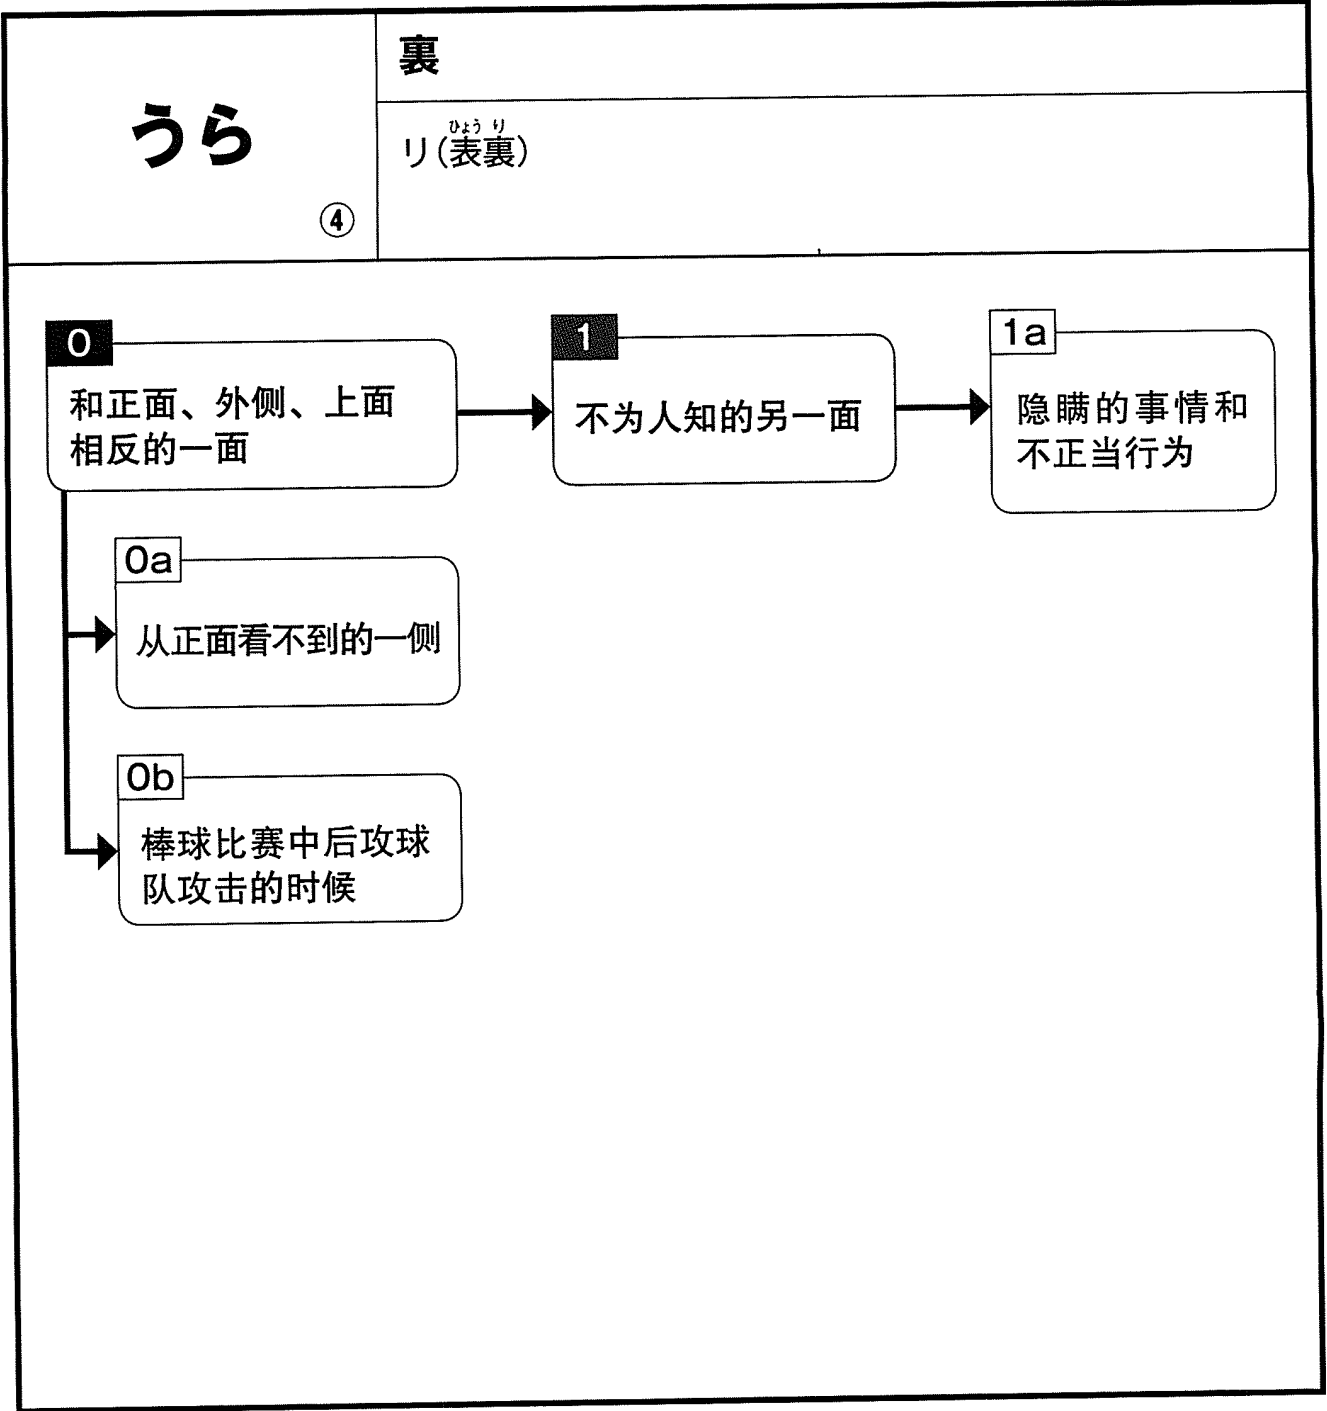 うら
④
裏
リ(表裏)
ひょうり
0
和正面、外侧、上面
相反的一面
1
不为人知的另一面
1a
隐瞒的事情和
不正当行为
0a
从正面看不到的一侧
0b
棒球比赛中后攻球
队攻击的时候